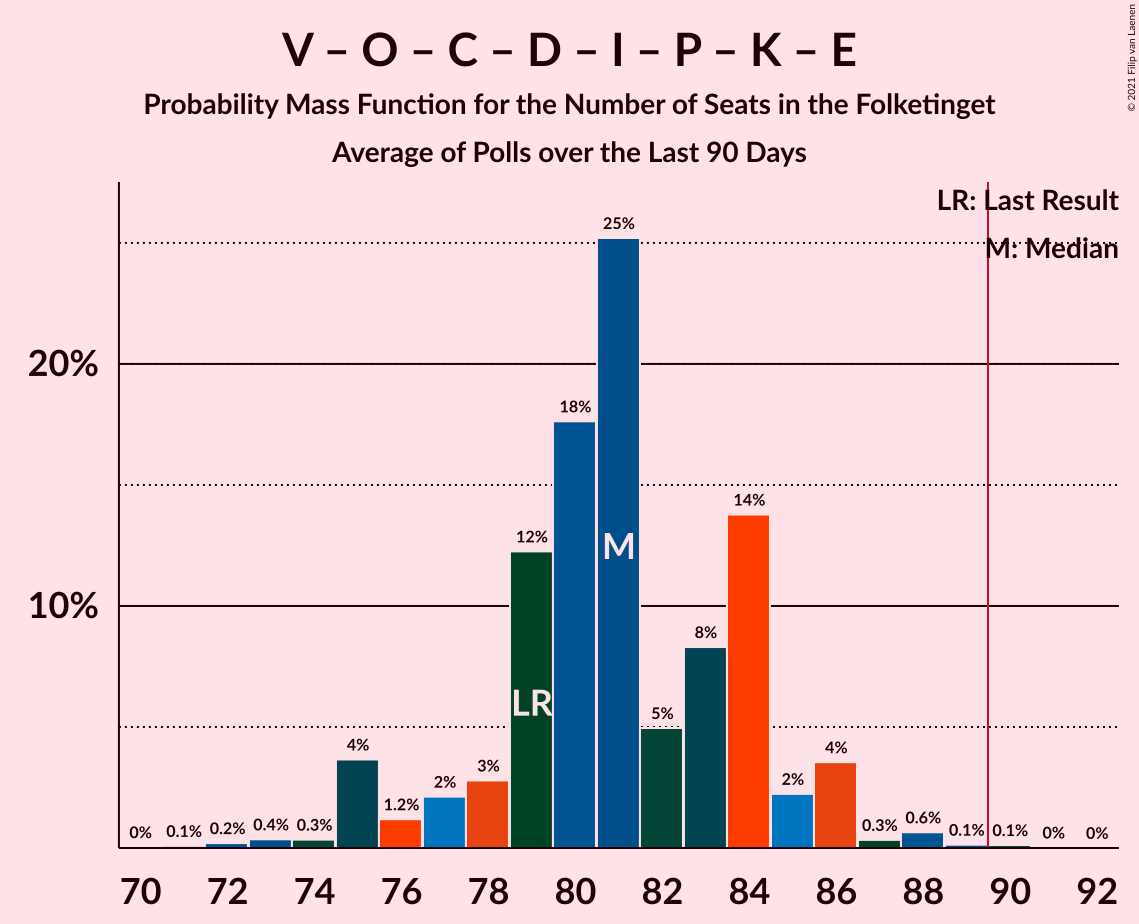 V – O – C – D – I – P – K – E
Probability Mass Function for the Number of Seats in the Folketinget
Average of Polls over the Last 90 Days
© 2021 Filip van Laenen
LR: Last Result
M: Median
20%
10%
0%
0.1%
0.2%
0.4%
0.3%
4%
1.2%
2%
3%
12%
18%
25%
5%
8%
14%
2%
4%
0.3%
0.6%
0.1%
0.1%
0%
0%
LR
M
70 72 74 76 78 80 82 84 86 88 90 92